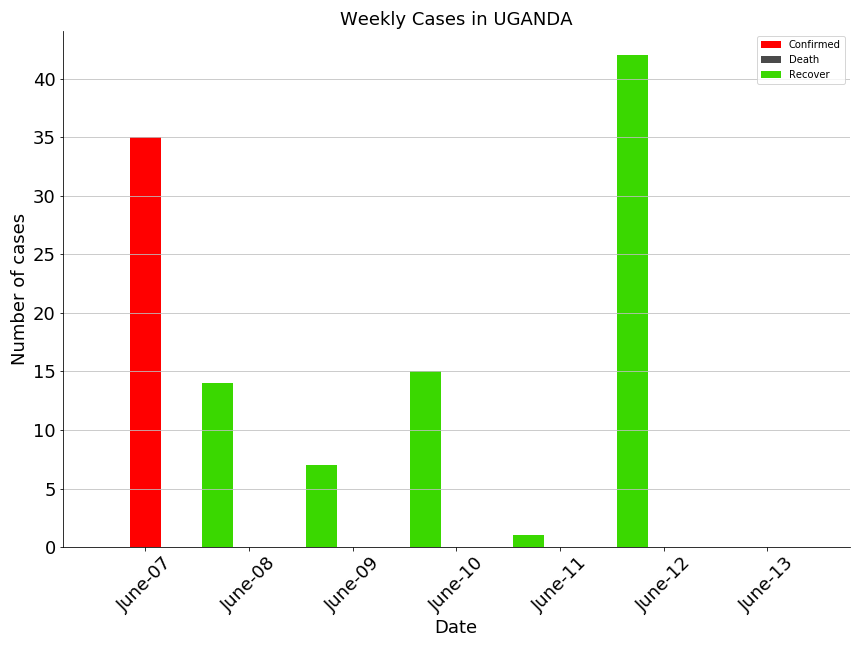 Weekly Cases in UGANDA
Confirmed
Death
Recover
Number of cases
40
35
30
25
20
15
10
5
0
June-07
June-08
June-09
June-10
June-11
June-12
June-13
Date